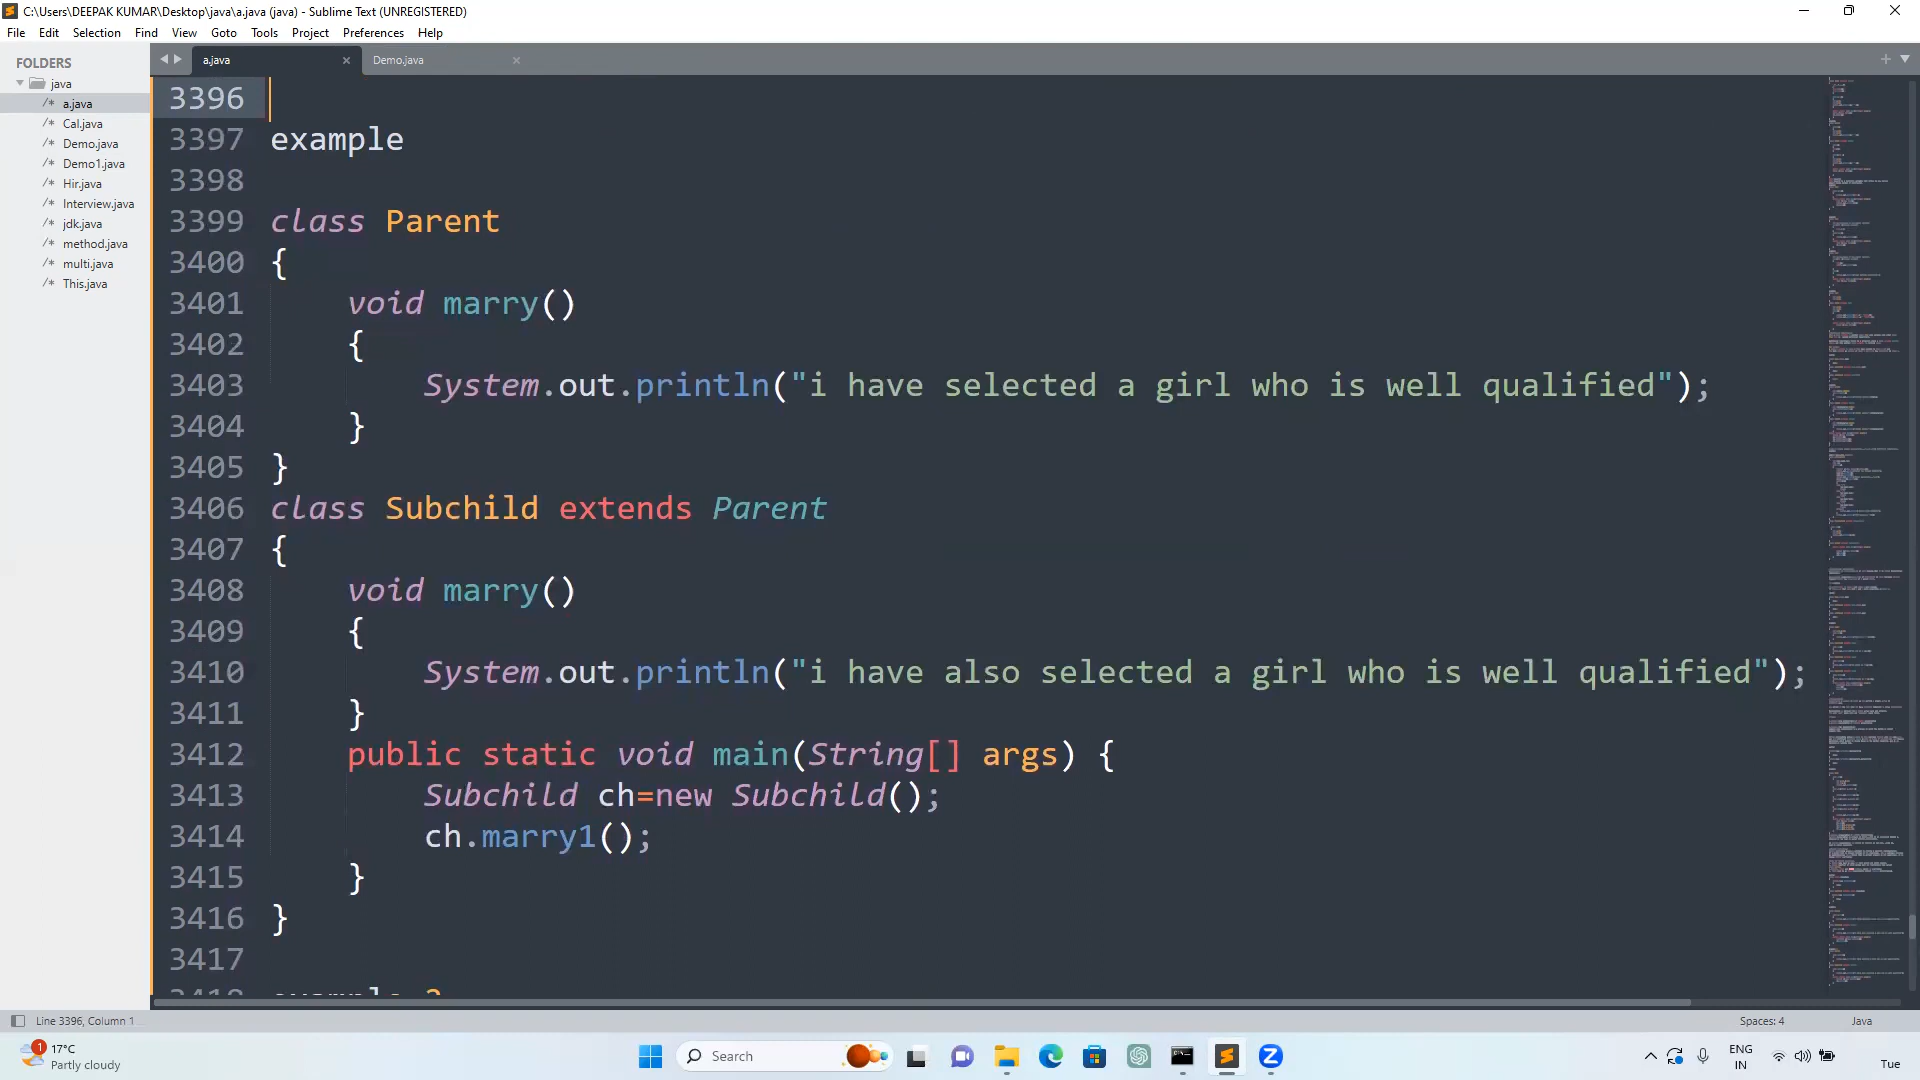 C:\Users\DEEPAK KUMAR\Desktop\java\a.java (java) - Sublime Text (UNREGISTERED)
File Edit Selection Find View Goto Tools Project Preferences Help
FOLDERS
java
/* a.java
/* Cal.java
/* Demo.java
/* Demo1.java
/* Hir.java
/* Interview.java
/* jdk.java
/* method.java
/* multi.java
/* This.java
a.java Demo.java
3396
3397 example
3398
3399 class Parent
3400 {
3401 void marry()
3402 {
3403 System.out.println("i have selected a girl who is well qualified");
3404 }
3405 }
3406 class Subchild extends Parent
3407 {
3408 void marry()
3409 {
3410 System.out.println("i have also selected a girl who is well qualified");
3411 }
3412 public static void main(String[] args) {
3413 Subchild ch=new Subchild();
3414 ch.marry1();
3415 }
3416 }
3417
Line 3396, Column 1
Spaces: 4
Java
1
17°C
Partly cloudy
Search
ENG
IN
Tue